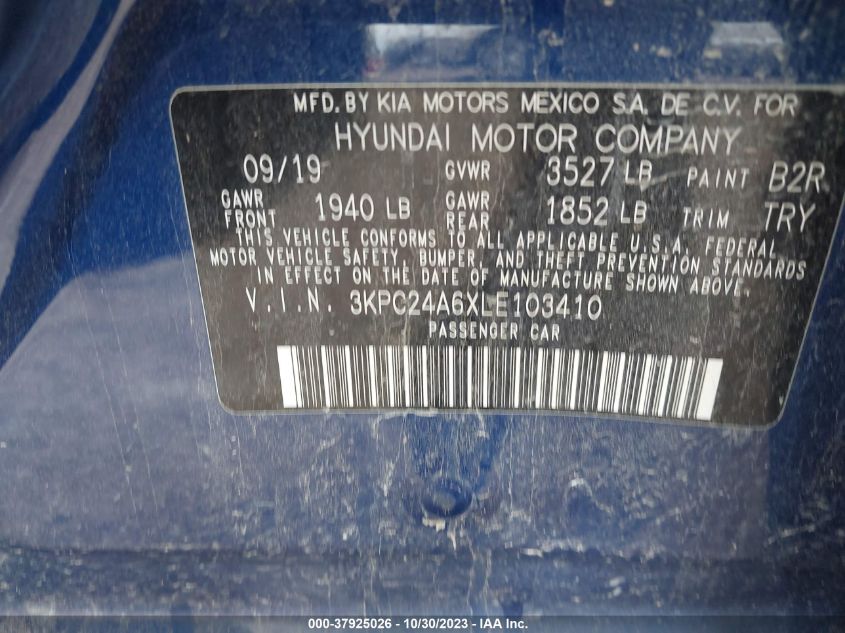 MFD. BY KIA MOTORS MEXICO S.A. DE C.V. FOR
HYUNDAI MOTOR COMPANY
09/19 GVWR 3527 LB PAINT B2R
GAWR FRONT 1940 LB GAWR REAR 1852 LB TRIM TRY
THIS VEHICLE CONFORMS TO ALL APPLICABLE U.S.A. FEDERAL
MOTOR VEHICLE SAFETY, BUMPER, AND THEFT PREVENTION STANDARDS
IN EFFECT ON THE DATE OF MANUFACTURE SHOWN ABOVE.
V.I.N. 3KPC24A6XLE103410
PASSENGER CAR
000-37925026 - 10/30/2023 - IAA Inc.